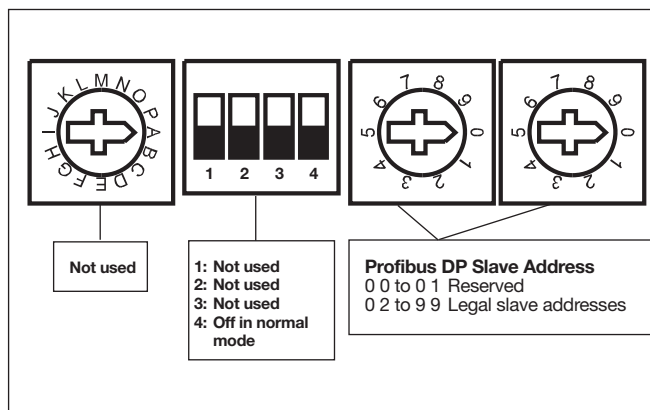 A B C D E F G H I J K L M N O P
1 2 3 4
0 1 2 3 4 5 6 7 8 9
0 1 2 3 4 5 6 7 8 9
Not used
1: Not used
2: Not used
3: Not used
4: Off in normal
mode
Profibus DP Slave Address
0 0 to 0 1 Reserved
0 2 to 9 9 Legal slave addresses